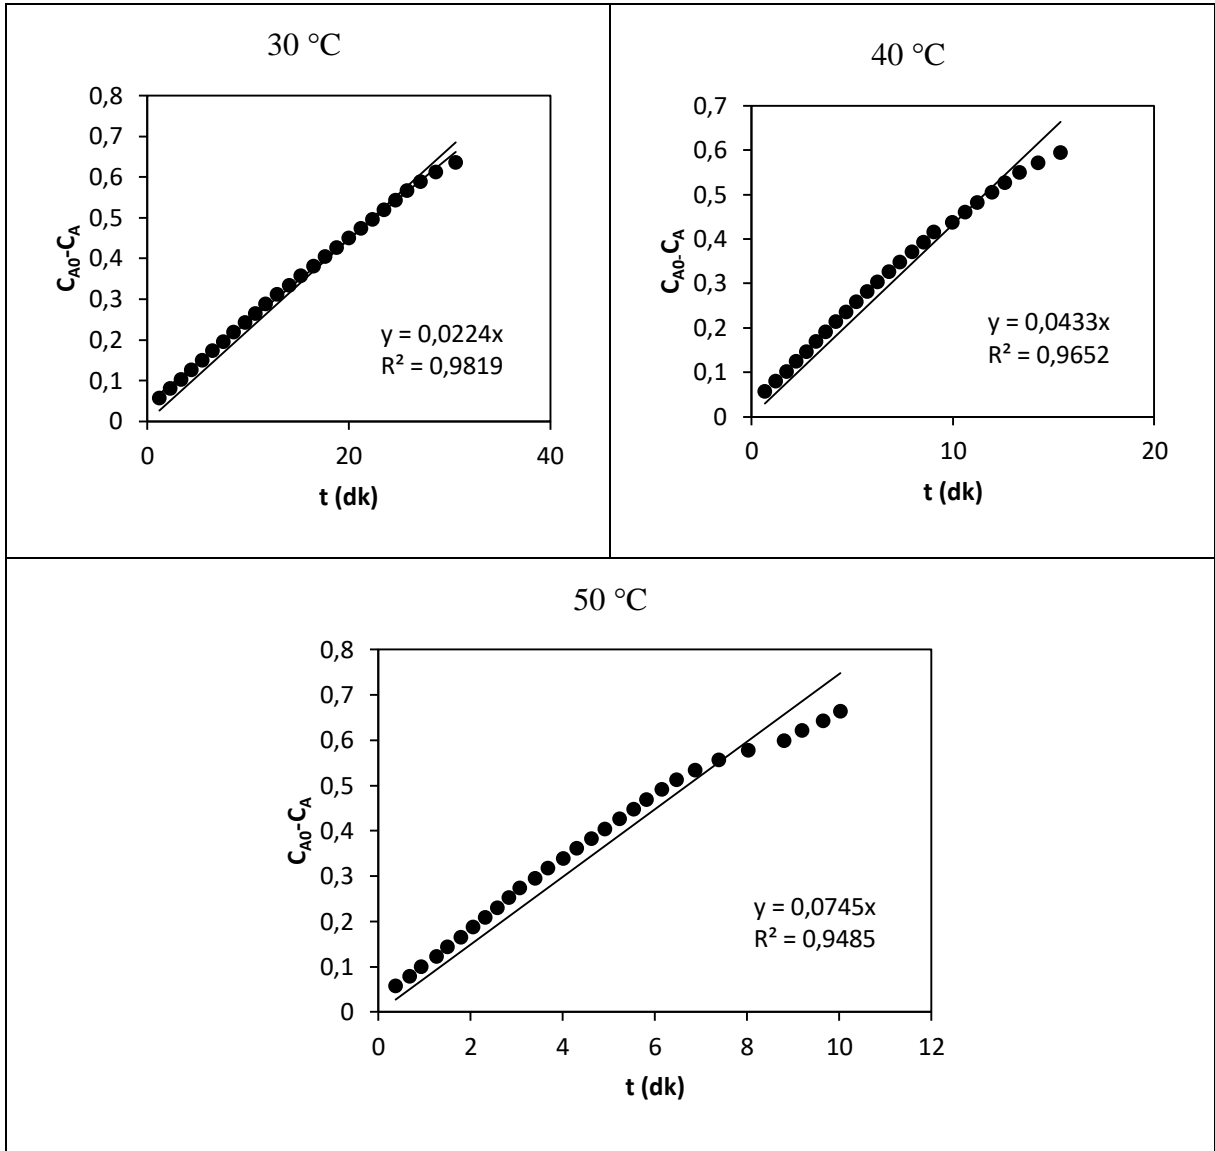 30 °C
0,8
0,7
0,6
0,5
0,4
0,3
0,2
0,1
0
C_A0-C_A
y = 0,0224x
R² = 0,9819
0 20 40
t (dk)
40 °C
0,7
0,6
0,5
0,4
0,3
0,2
0,1
0
C_A0-C_A
y = 0,0433x
R² = 0,9652
0 10 20
t (dk)
50 °C
0,8
0,7
0,6
0,5
0,4
0,3
0,2
0,1
0
C_A0-C_A
y = 0,0745x
R² = 0,9485
0 2 4 6 8 10 12
t (dk)